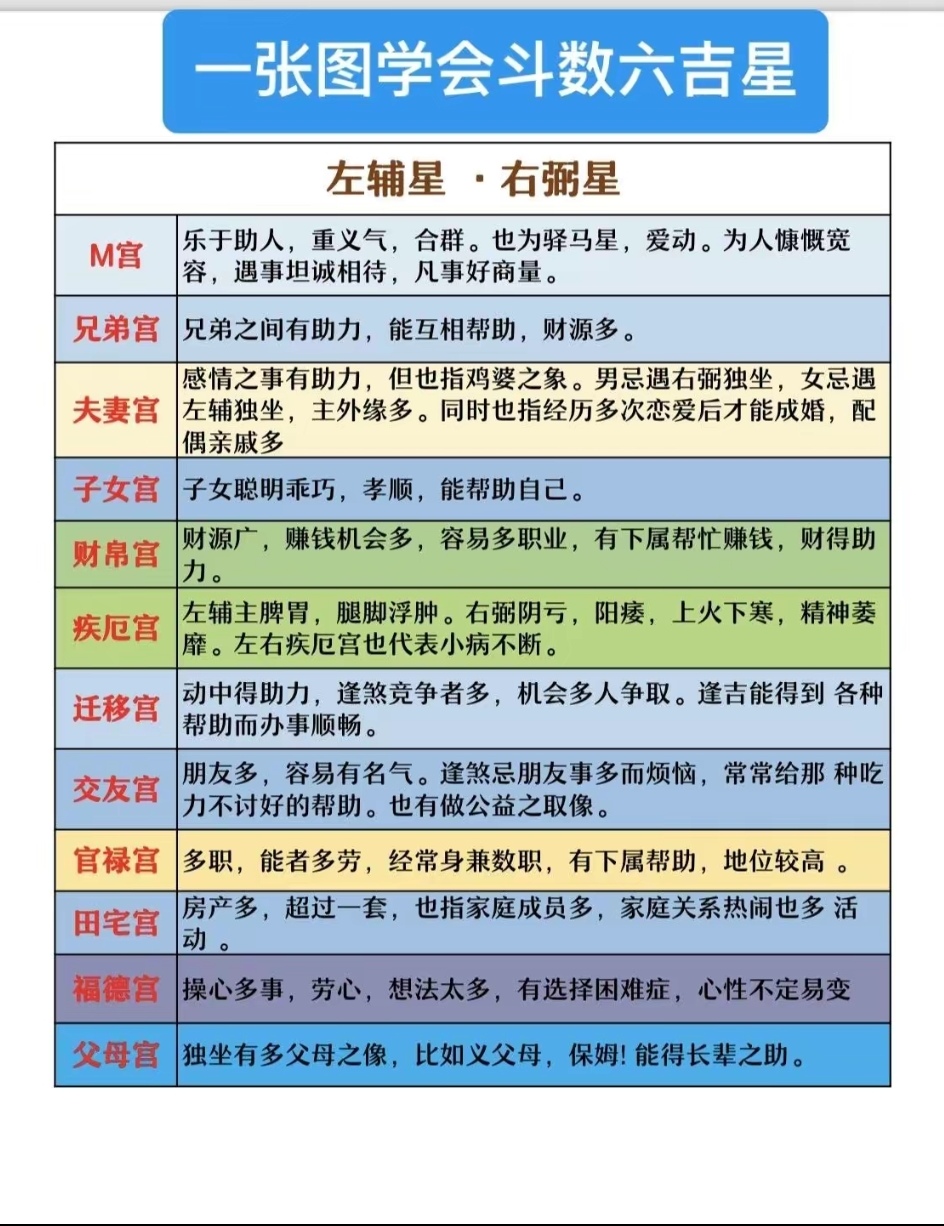 一张图学会斗数六吉星
左辅星 · 右弼星
M宫
乐于助人，重义气，合群。也为驿马星，爱动。为人慷慨宽
容，遇事坦诚相待，凡事好商量。
兄弟宫
兄弟之间有助力，能互相帮助，财源多。
夫妻宫
感情之事有助力，但也指鸡婆之象。男忌遇右弼独坐，女忌遇
左辅独坐，主外缘多。同时也指经历多次恋爱后才能成婚，配
偶亲戚多
子女宫
子女聪明乖巧，孝顺，能帮助自己。
财帛宫
财源广，赚钱机会多，容易多职业，有下属帮忙赚钱，财得助
力。
疾厄宫
左辅主脾胃，腿脚浮肿。右弼阴亏，阳痿，上火下寒，精神萎
靡。左右疾厄宫也代表小病不断。
迁移宫
动中得助力，逢煞竞争者多，机会多人争取。逢吉能得到 各种
帮助而办事顺畅。
交友宫
朋友多，容易有名气。逢煞忌朋友事多而烦恼，常常给那 种吃
力不讨好的帮助。也有做公益之取像。
官禄宫
多职，能者多劳，经常身兼数职，有下属帮助，地位较高 。
田宅宫
房产多，超过一套，也指家庭成员多，家庭关系热闹也多 活
动 。
福德宫
操心多事，劳心，想法太多，有选择困难症，心性不定易变
父母宫
独坐有多父母之像，比如义父母，保姆! 能得长辈之助。